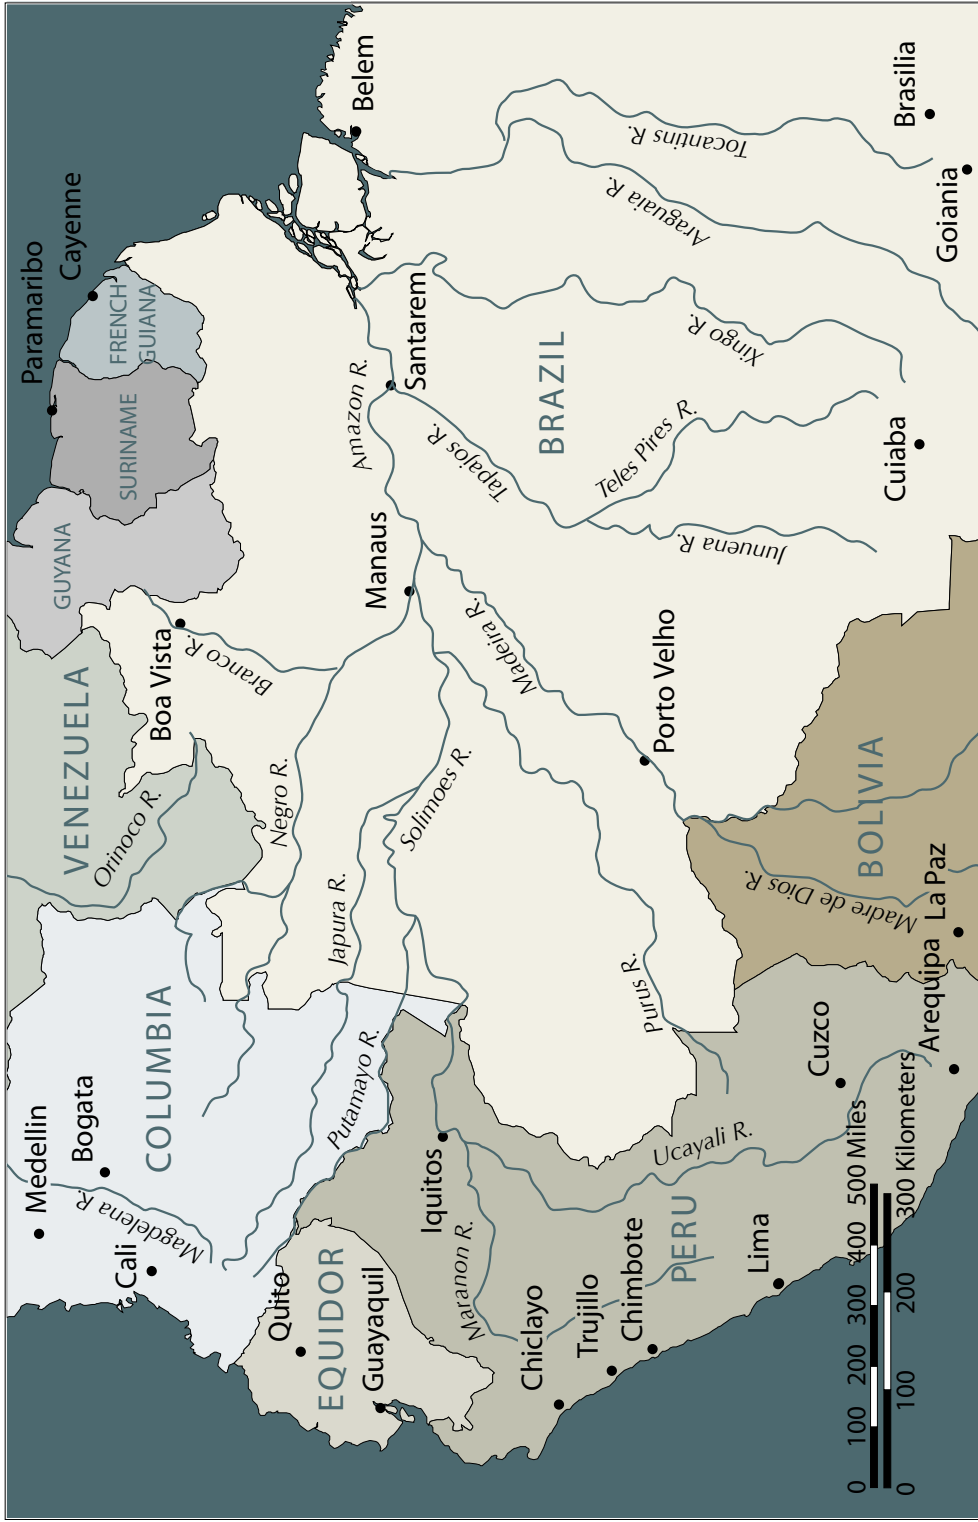 Medellin
Bogata
Cali
Magdelena R.
COLUMBIA
VENEZUELA
Orinoco R.
Boa Vista
Branco R.
GUYANA
SURINAME
Paramaribo
FRENCH
GUIANA
Cayenne
Quito
EQUIDOR
Guayaquil
Putamayo R.
Japura R.
Negro R.
Solimoes R.
Manaus
Amazon R.
Santarem
Belem
Iquitos
Maranon R.
Chiclayo
Trujillo
Chimbote
PERU
Lima
Ucayali R.
Purus R.
Madeira R.
Porto Velho
Tapajos R.
BRAZIL
Teles Pires R.
Junuena R.
Xingo R.
Araguaia R.
Tocantins R.
Cuiaba
Brasilia
Goiania
Cuzco
Arequipa
La Paz
Madre de Dios R.
BOLIVIA
0 100 200 300 400 500 Miles
0 100 200 300 Kilometers